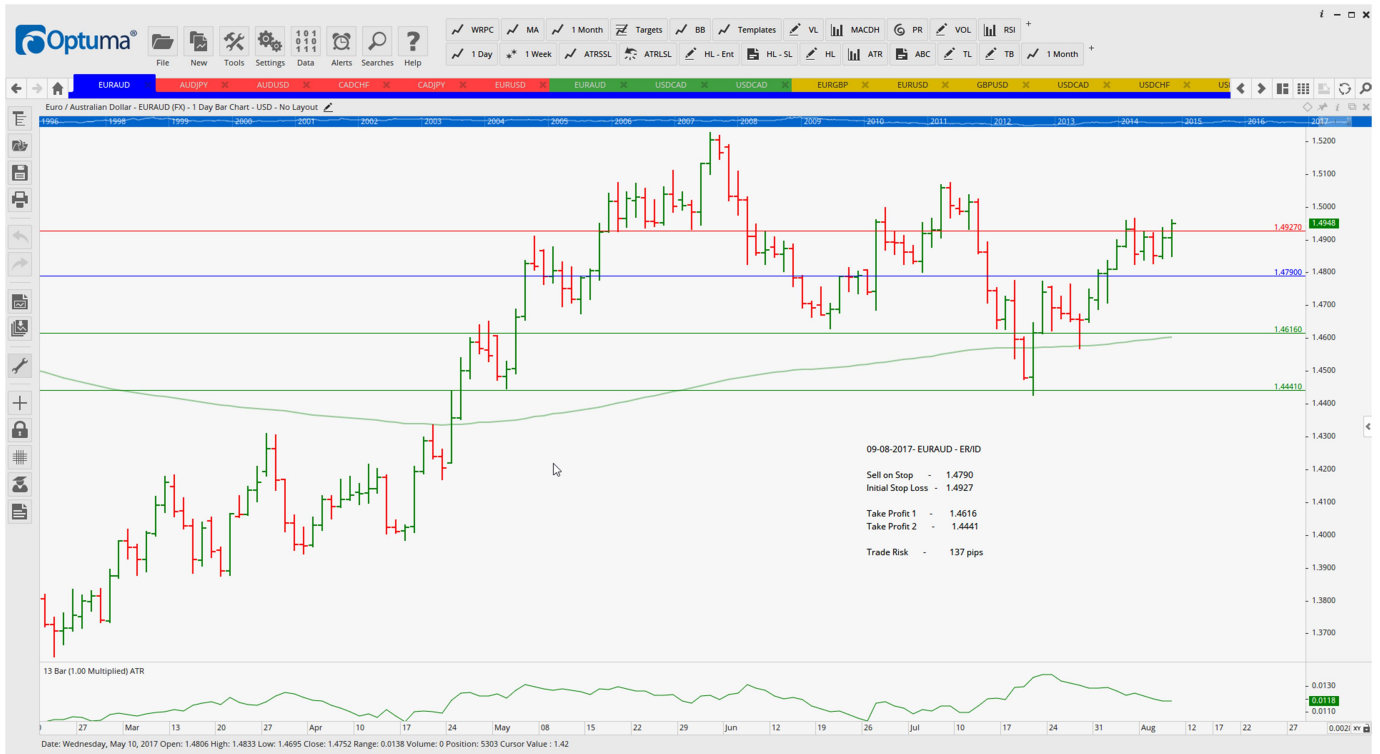 i
Optuma®
WRPC MA 1 Month Targets BB Templates VL MACDH PR VOL RSI +
1 Day 1 Week ATRSSL ATRLSL HL - Ent HL - SL HL ATR ABC TL TB 1 Month +
File New Tools Settings Data Alerts Searches Help
EURAUD AUDJPY AUDUSD CADCHF CADJPY EURUSD EURAUD USDCAD USDCAD EURGBP EURUSD GBPUSD USDCAD USDCHF
Euro / Australian Dollar - EURAUD (FX) - 1 Day Bar Chart - USD - No Layout
1996 1998 1999 2000 2001 2002 2003 2004 2005 2006 2007 2008 2009 2010 2011 2012 2013 2014 2015 2016 2017
1.5200
1.5100
1.5000
1.49270
1.4948
1.4900
1.47900
1.4800
1.4700
1.46160
1.4600
1.4500
1.44410
1.4400
1.4300
1.4200
1.4100
1.4000
1.3900
1.3800
1.3700
09-08-2017- EURAUD - ER/ID
Sell on Stop - 1.4790
Initial Stop Loss - 1.4927
Take Profit 1 - 1.4616
Take Profit 2 - 1.4441
Trade Risk - 137 pips
13 Bar (1.00 Multiplied) ATR
0.0130
0.0118
0.0110
27 Mar 13 20 27 Apr 10 17 24 May 08 15 22 29 Jun 12 19 26 Jul 10 17 24 31 Aug 12 17 22 27 XY
Date: Wednesday, May 10, 2017 Open: 1.4806 High: 1.4833 Low: 1.4695 Close: 1.4752 Range: 0.0138 Volume: 0 Position: 5303 Cursor Value : 1.42